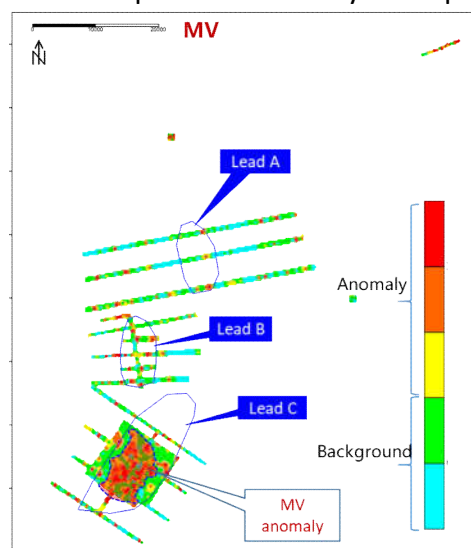 MV
N
Lead A
Anomaly
Lead B
Lead C
Background
MV
anomaly